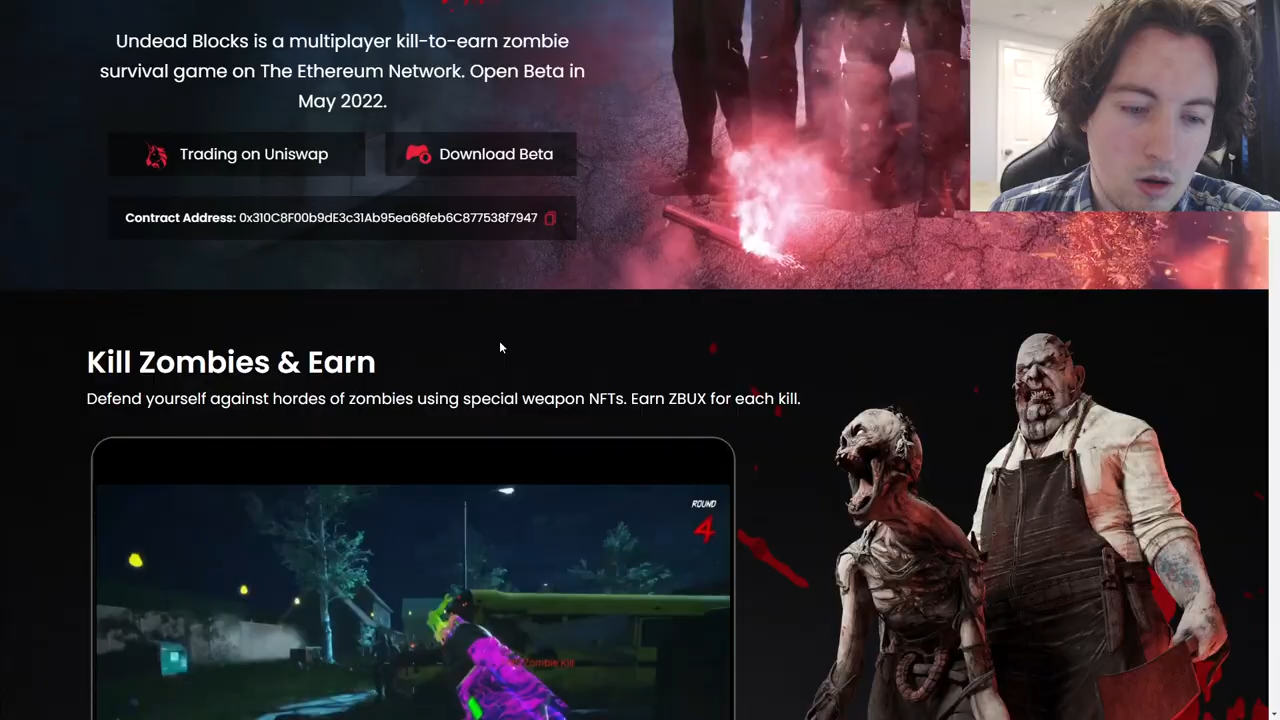 Undead Blocks is a multiplayer kill-to-earn zombie
survival game on The Ethereum Network. Open Beta in
May 2022.
Trading on Uniswap
Download Beta
Contract Address: 0x310C8F00b9dE3c31Ab95ea68feb6C877538f7947
Kill Zombies & Earn
Defend yourself against hordes of zombies using special weapon NFTs. Earn ZBUX for each kill.
ROUND
4
Zombie Kill